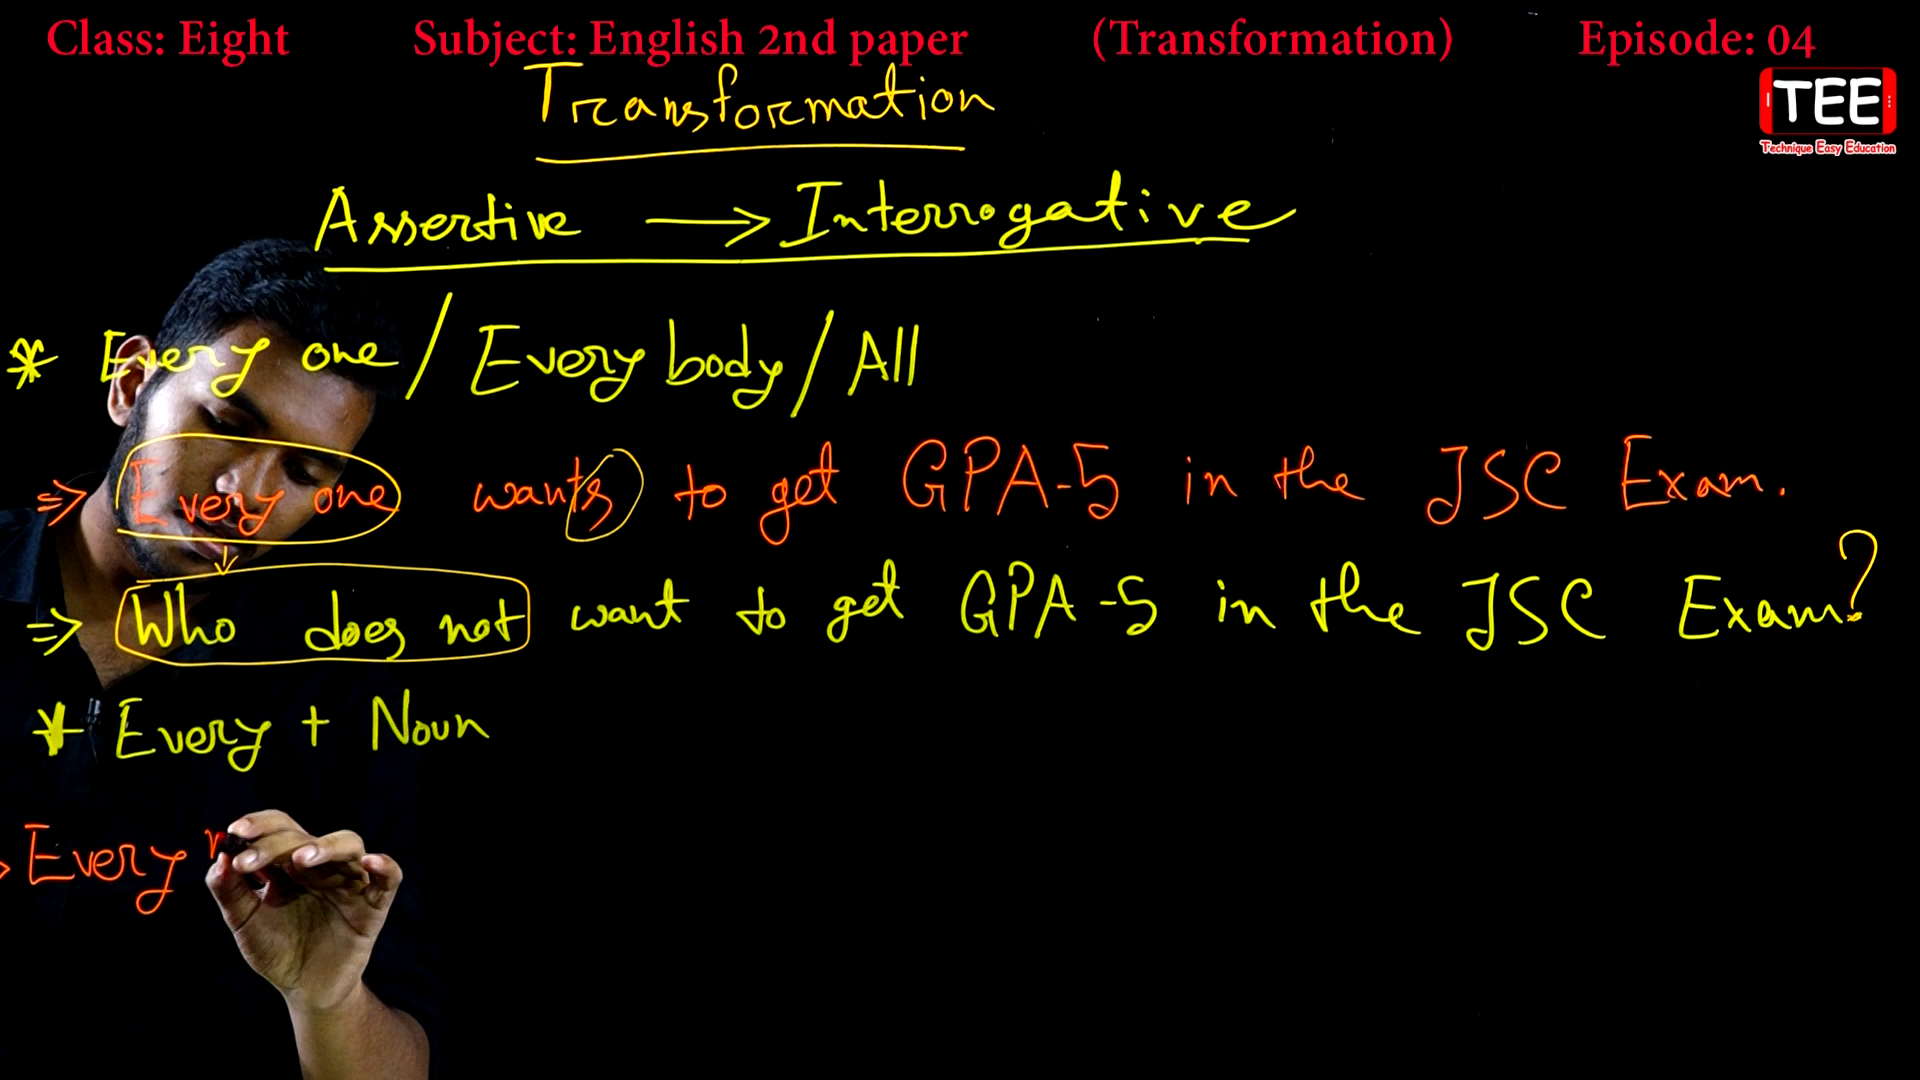 Class: Eight Subject: English 2nd paper (Transformation) Episode: 04
TEE
Technique Easy Education
Transformation
Assertive → Interrogative
* Every one / Every body / All
⇒ Every one wants to get GPA-5 in the JSC Exam.
⇒ Who does not want to get GPA-5 in the JSC Exam?
* Every + Noun
Every